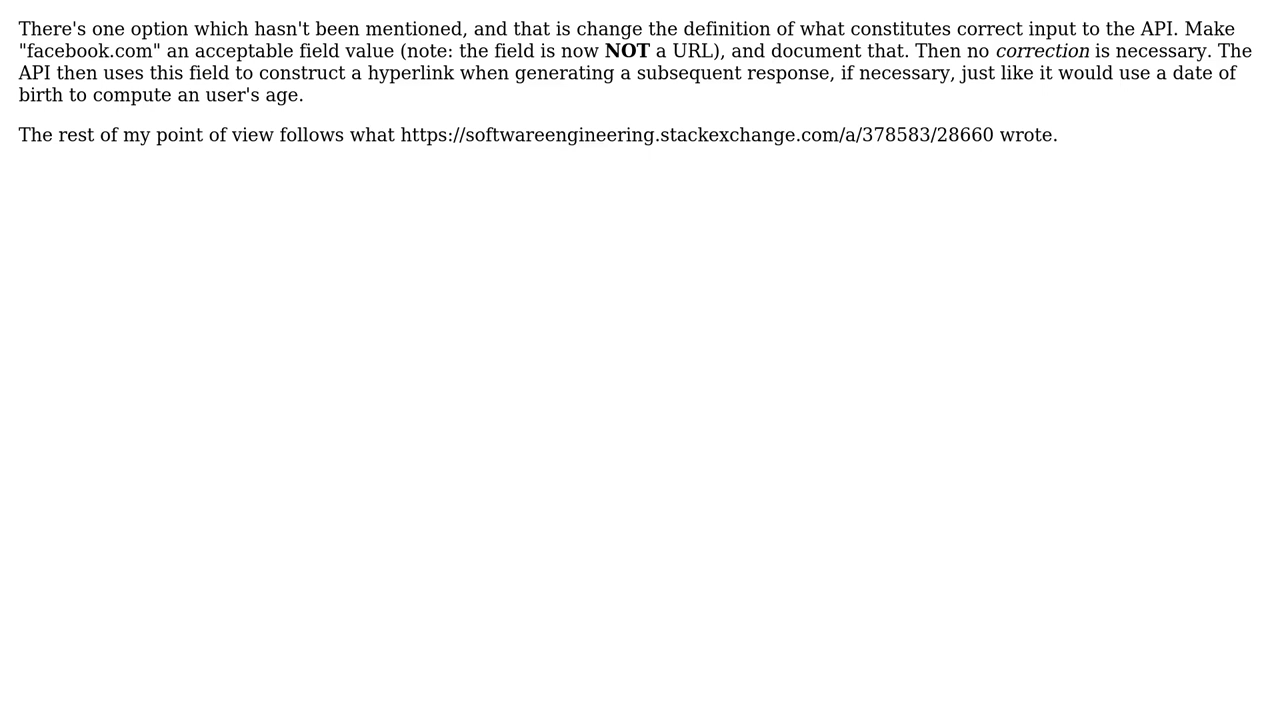 There's one option which hasn't been mentioned, and that is change the definition of what constitutes correct input to the API. Make
"facebook.com" an acceptable field value (note: the field is now NOT a URL), and document that. Then no correction is necessary. The
API then uses this field to construct a hyperlink when generating a subsequent response, if necessary, just like it would use a date of
birth to compute an user's age.
The rest of my point of view follows what https://softwareengineering.stackexchange.com/a/378583/28660 wrote.